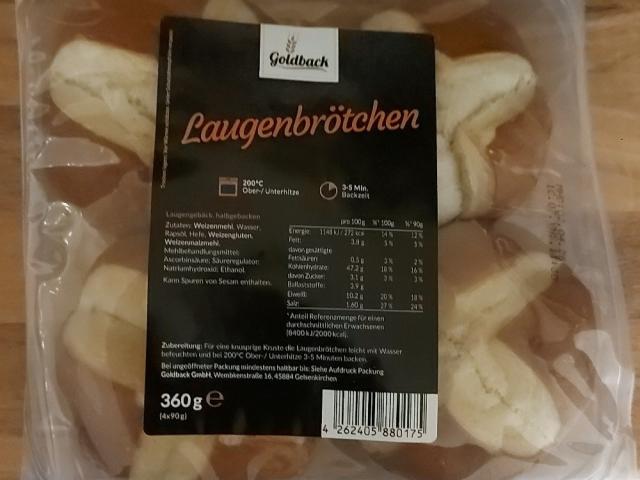 Goldback
Laugenbrötchen
200°C
Ober-/ Unterhitze
3-5 Min.
Backzeit
Laugengebäck, halbgebacken
Zutaten: Weizenmehl, Wasser,
Rapsöl, Hefe, Weizengluten,
Weizenmalzmehl,
Mehlbehandlungsmittel:
Ascorbinsäure; Säureregulator:
Natriumhydroxid; Ethanol.
Kann Spuren von Sesam enthalten.
pro 100g %* 100g %* 90g
Energie: 1148 kJ / 272 kcal 14 % 12%
Fett: 3,8 g 5 % 5 %
davon gesättigte
Fettsäuren 0,5 g 3 % 2 %
Kohlenhydrate: 47,2 g 18 % 16%
davon Zucker: 3,1 g 3 % 3 %
Ballaststoffe: 3,9 g
Eiweiß: 10,2 g 20 % 18 %
Salz: 1,60 g 27 % 24 %
*Anteil Referenzmenge für einen
durchschnittlichen Erwachsenen
(8400 kJ/2000 kcal).
Zubereitung: Für eine knusprige Kruste die Laugenbrötchen leicht mit Wasser
befeuchten und bei 200°C Ober-/ Unterhitze 3-5 Minuten backen.
Bei ungeöffneter Packung mindestens haltbar bis: Siehe Aufdruck Packung
Goldback GmbH, Wembkenstraße 16, 45884 Gelsenkirchen
360 g e
(4x90 g)
4 262405 880175